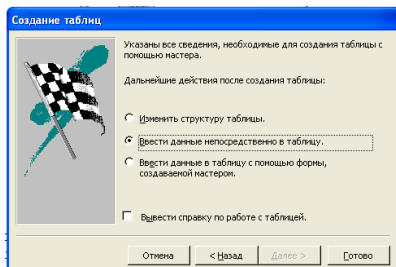 Создание таблиц
Указаны все сведения, необходимые для создания таблицы с
помощью мастера.
Дальнейшие действия после создания таблицы:
Изменить структуру таблицы.
Ввести данные непосредственно в таблицу.
Ввести данные в таблицу с помощью формы,
создаваемой мастером.
Вывести справку по работе с таблицей.
Отмена < Назад Далее > Готово